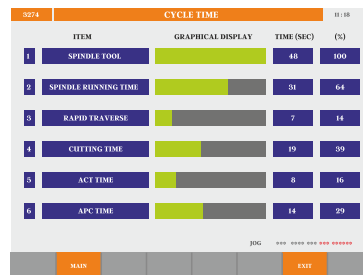 3274 CYCLE TIME 11 : 18
ITEM GRAPHICAL DISPLAY TIME (SEC) (%)
1 SPINDLE TOOL 48 100
2 SPINDLE RUNNING TIME 31 64
3 RAPID TRAVERSE 7 14
4 CUTTING TIME 19 39
5 ACT TIME 8 16
6 APC TIME 14 29
JOG *** **** *** *** ******
MAIN EXIT